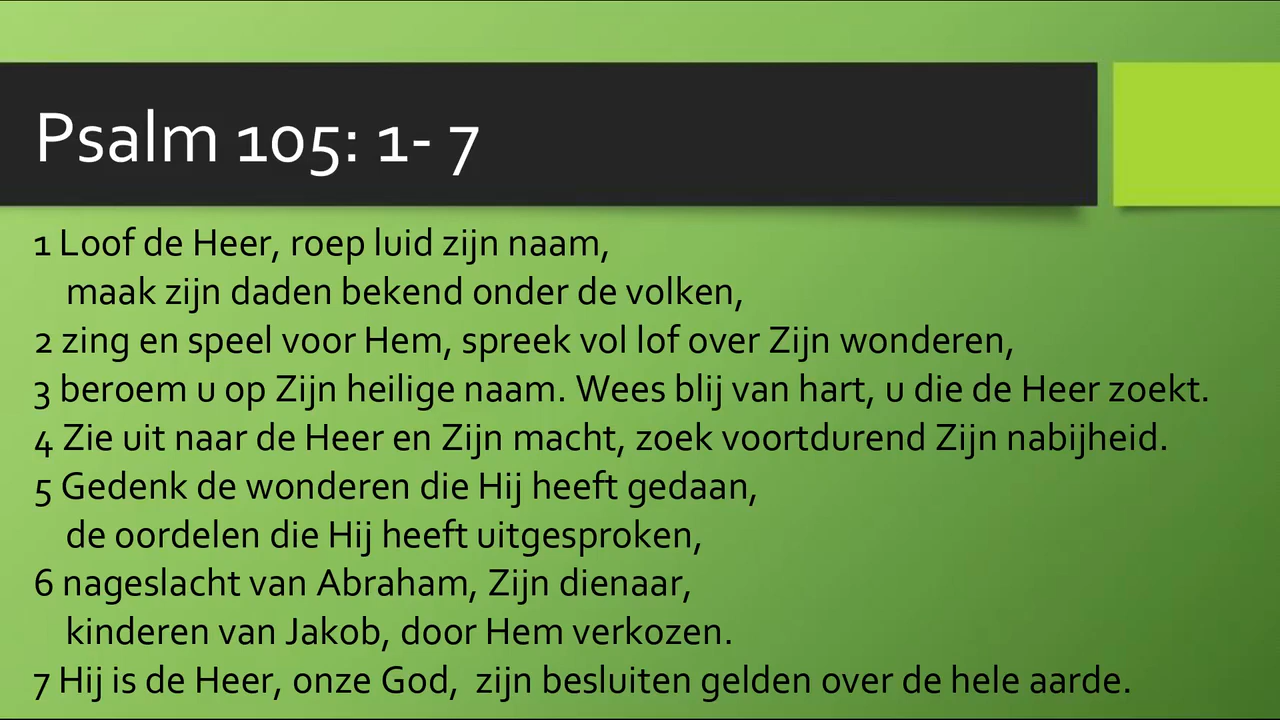 Psalm 105: 1- 7
1 Loof de Heer, roep luid zijn naam,
maak zijn daden bekend onder de volken,
2 zing en speel voor Hem, spreek vol lof over Zijn wonderen,
3 beroem u op Zijn heilige naam. Wees blij van hart, u die de Heer zoekt.
4 Zie uit naar de Heer en Zijn macht, zoek voortdurend Zijn nabijheid.
5 Gedenk de wonderen die Hij heeft gedaan,
de oordelen die Hij heeft uitgesproken,
6 nageslacht van Abraham, Zijn dienaar,
kinderen van Jakob, door Hem verkozen.
7 Hij is de Heer, onze God,  zijn besluiten gelden over de hele aarde.